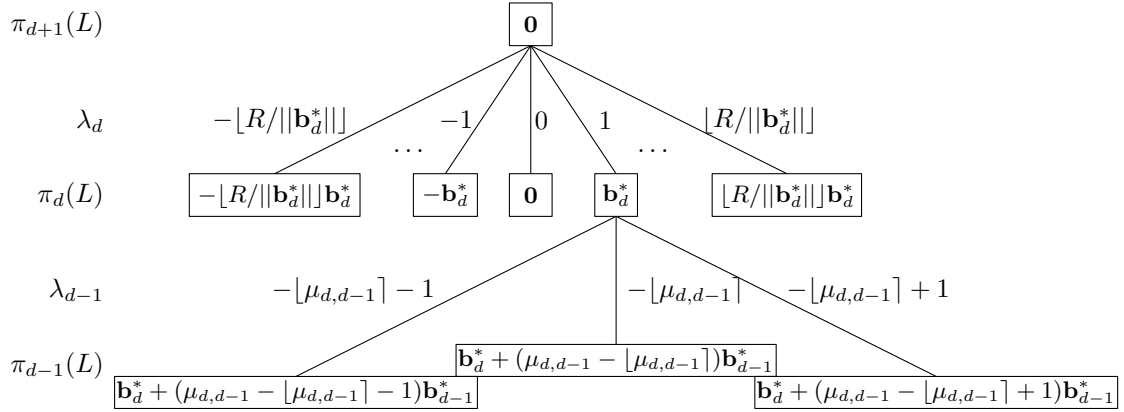 π_{d+1}(L) 𝟎
λ_d −⌊R/||𝐛*_d||⌋ −1 0 1 ⌊R/||𝐛*_d||⌋
... ...
π_d(L) −⌊R/||𝐛*_d||⌋𝐛*_d −𝐛*_d 𝟎 𝐛*_d ⌊R/||𝐛*_d||⌋𝐛*_d
λ_{d−1} −⌊μ_{d,d−1}⌉ − 1 −⌊μ_{d,d−1}⌉ −⌊μ_{d,d−1}⌉ + 1
π_{d−1}(L) 𝐛*_d + (μ_{d,d−1} − ⌊μ_{d,d−1}⌉)𝐛*_{d−1}
𝐛*_d + (μ_{d,d−1} − ⌊μ_{d,d−1}⌉ − 1)𝐛*_{d−1} 𝐛*_d + (μ_{d,d−1} − ⌊μ_{d,d−1}⌉ + 1)𝐛*_{d−1}